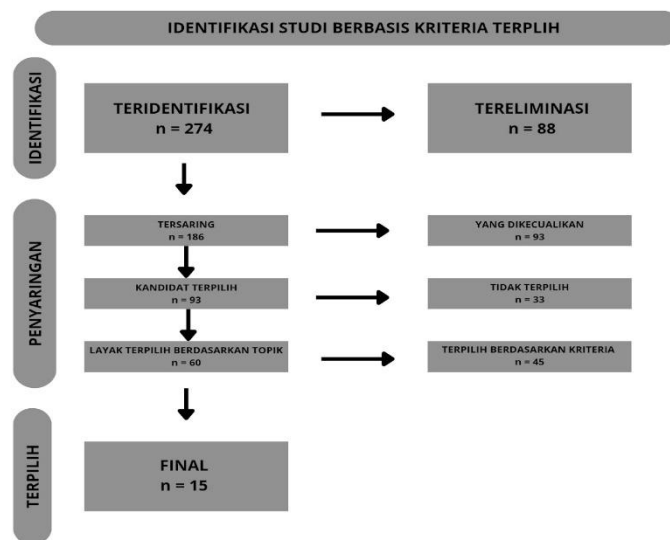 IDENTIFIKASI STUDI BERBASIS KRITERIA TERPLIH
IDENTIFIKASI
TERIDENTIFIKASI
n = 274
TERELIMINASI
n = 88
PENYARINGAN
TERSARING
n = 186
YANG DIKECUALIKAN
n = 93
KANDIDAT TERPILIH
n = 93
TIDAK TERPILIH
n = 33
LAYAK TERPILIH BERDASARKAN TOPIK
n = 60
TERPILIH BERDASARKAN KRITERIA
n = 45
TERPILIH
FINAL
n = 15